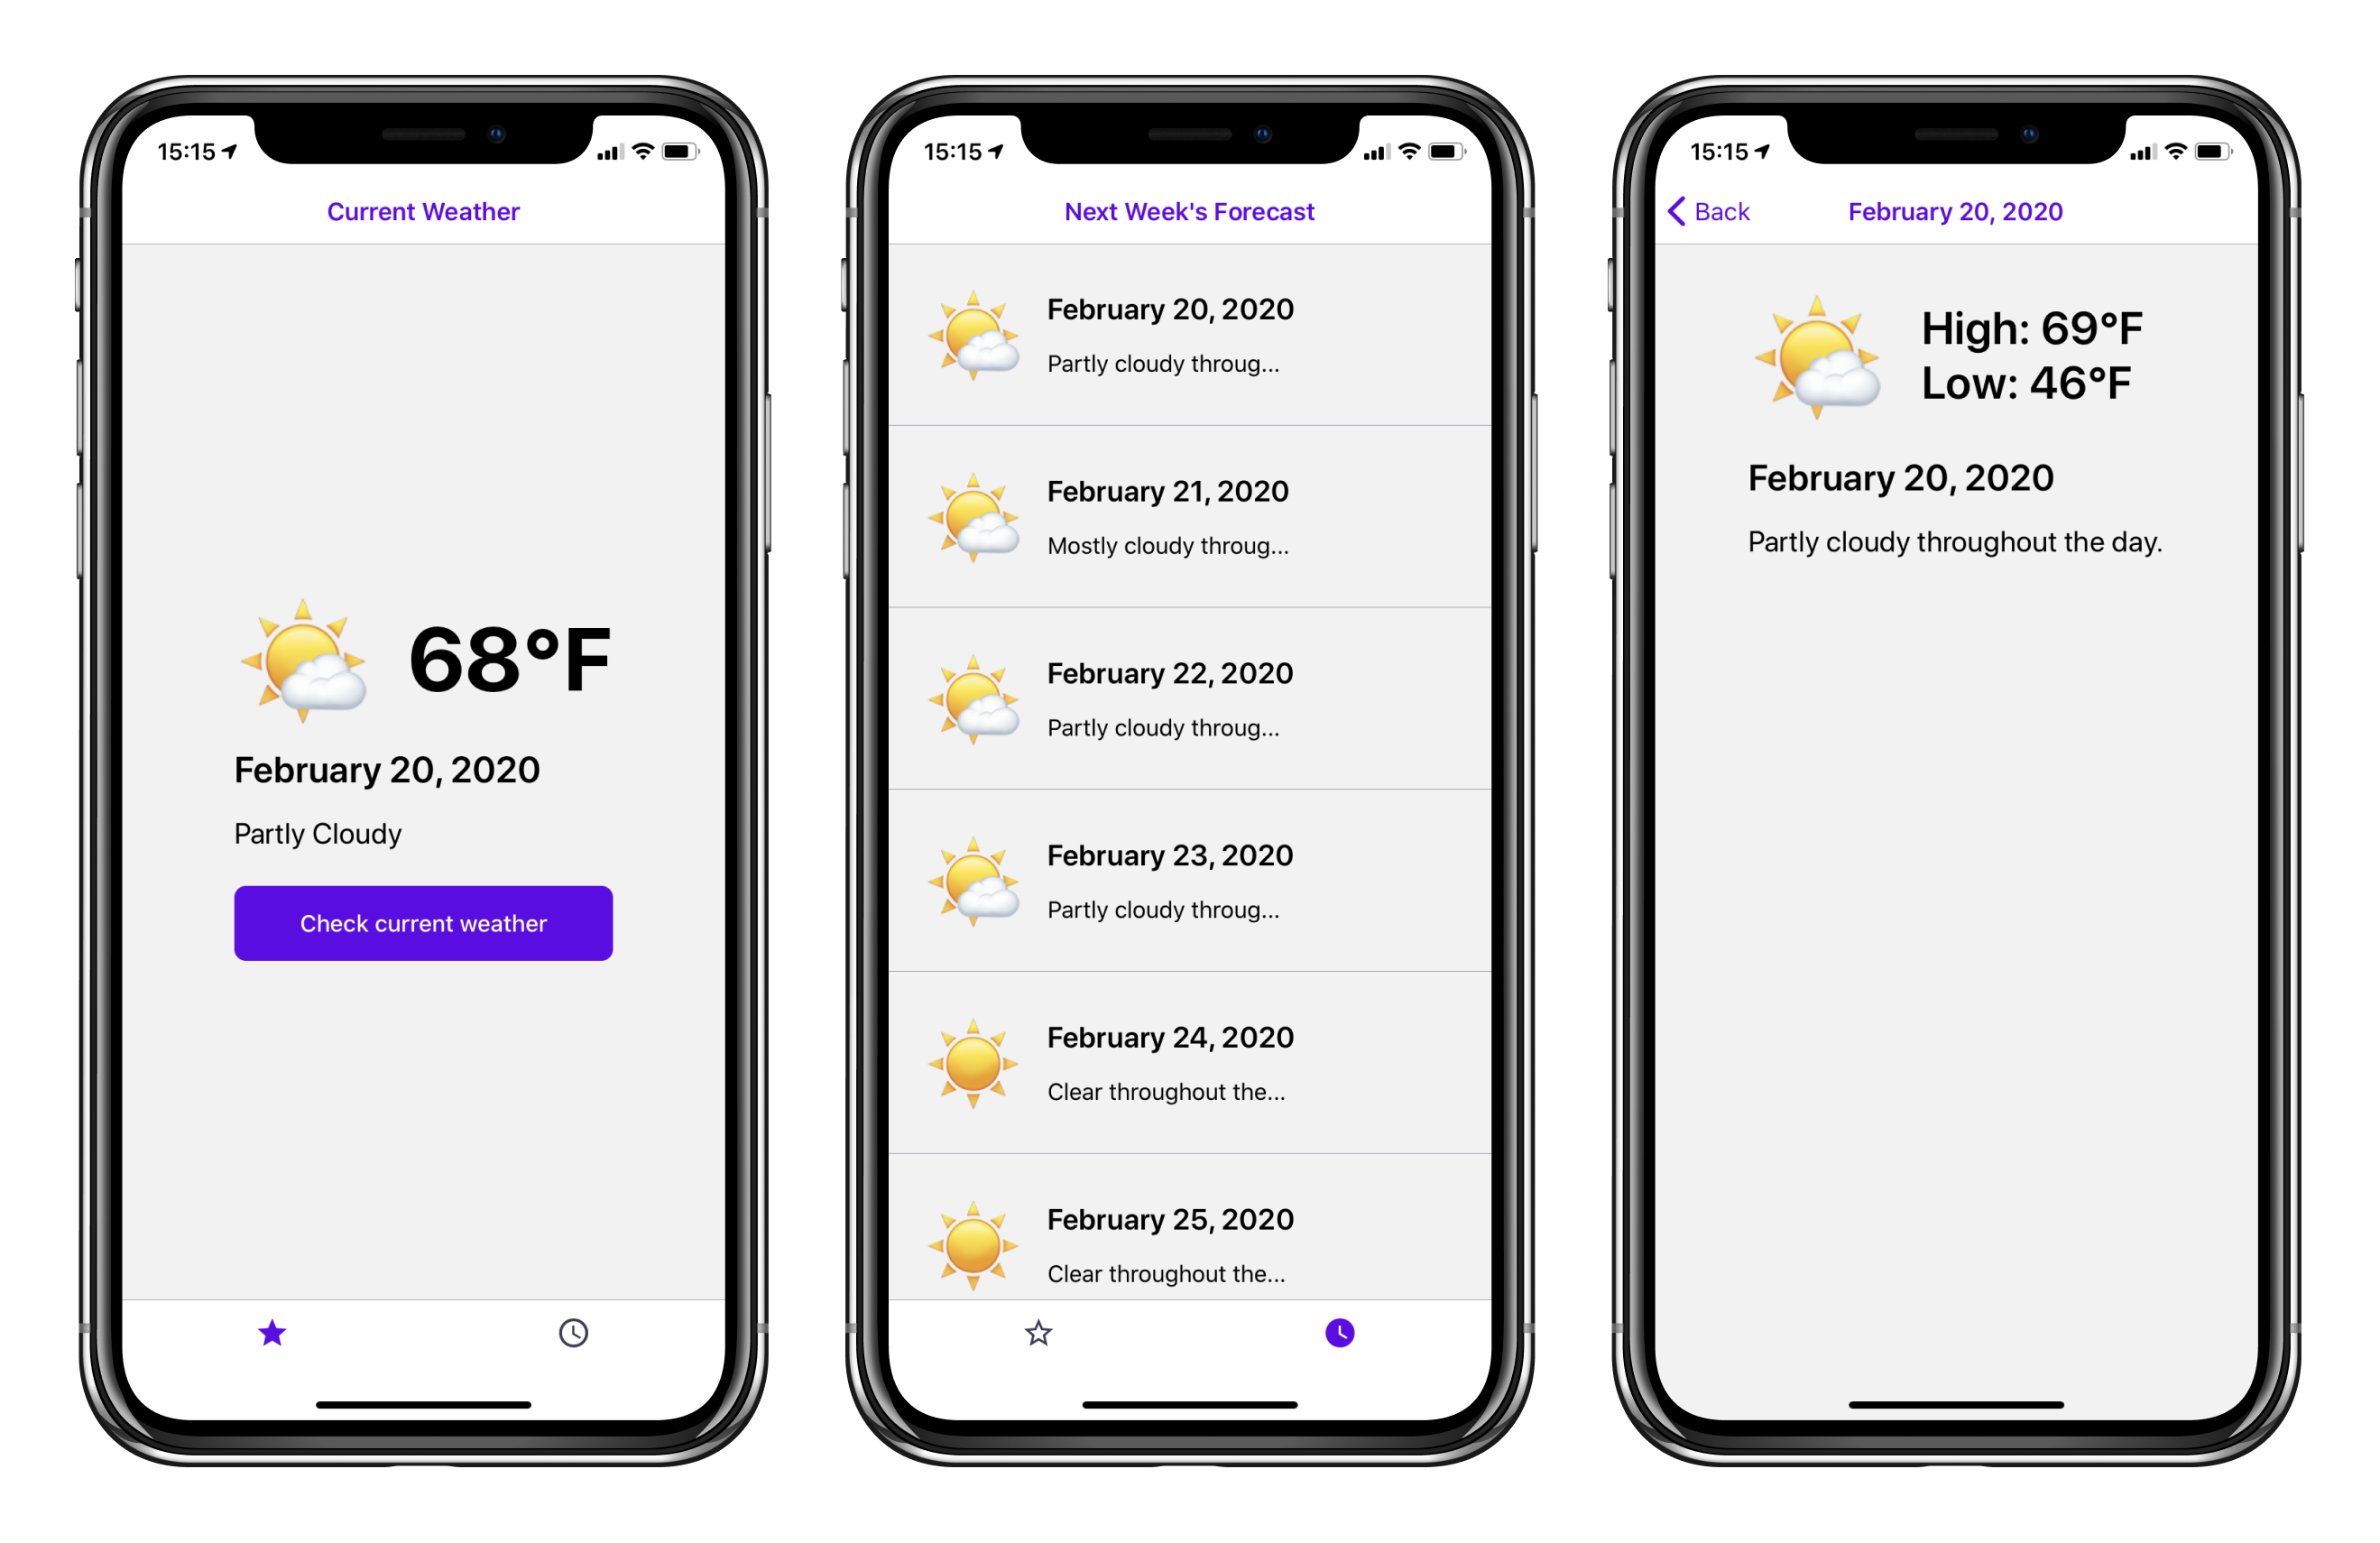 15:15
Current Weather
68°F
February 20, 2020
Partly Cloudy
Check current weather
15:15
Next Week's Forecast
February 20, 2020
Partly cloudy throug...
February 21, 2020
Mostly cloudy throug...
February 22, 2020
Partly cloudy throug...
February 23, 2020
Partly cloudy throug...
February 24, 2020
Clear throughout the...
February 25, 2020
Clear throughout the...
15:15
Back
February 20, 2020
High: 69°F
Low: 46°F
February 20, 2020
Partly cloudy throughout the day.